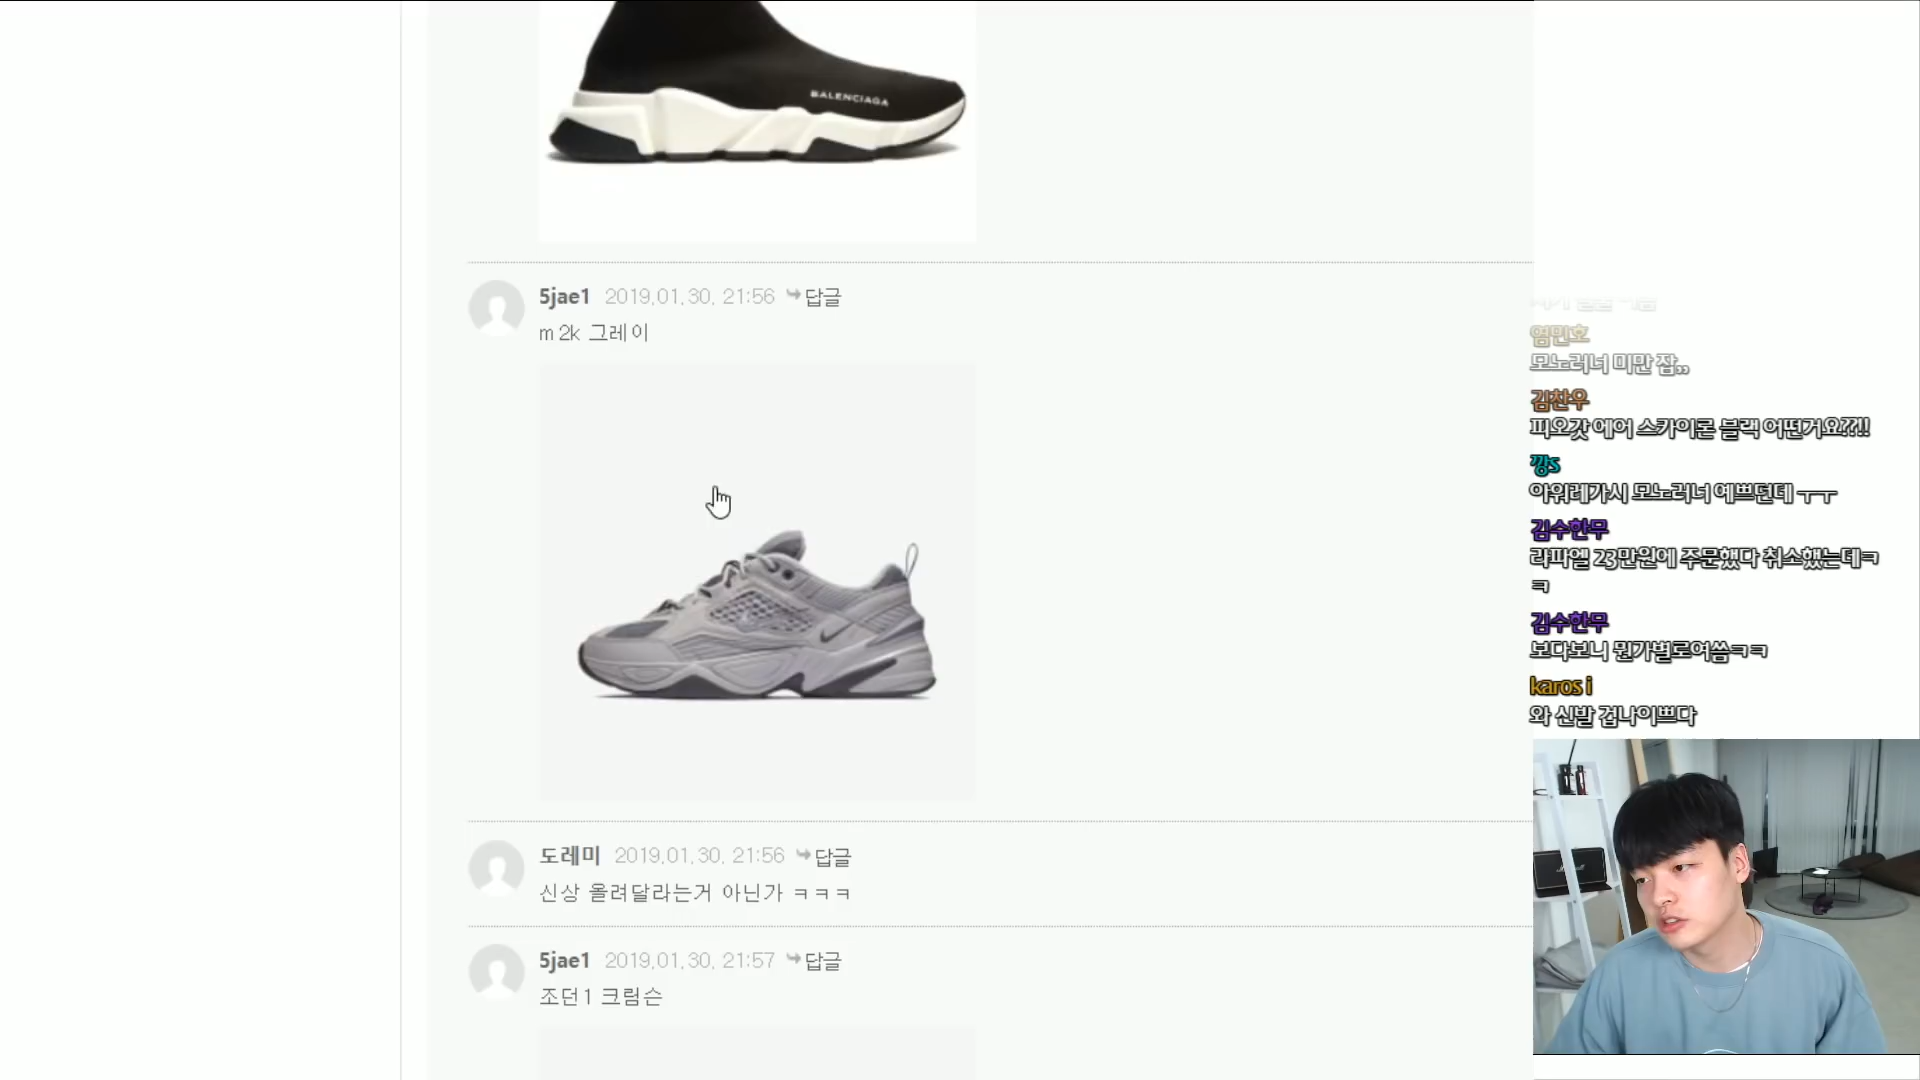 BALENCIAGA
5jae1 2019.01.30. 21:56 답글
m2k 그레이
도레미 2019.01.30. 21:56 답글
신상 올려달라는거 아닌가 ㅋㅋㅋ
5jae1 2019.01.30. 21:57 답글
조던1 크림슨
염민호
모노러너 미만 잡,,
김찬우
피오갓 에어 스카이론 블랙 어떤거요??!!
깡s
아워레가시 모노러너 예쁘던데 ㅜㅜ
김수한무
라파엘 23만원에 주문했다 취소했는데ㅋ
ㅋ
김수한무
보다보니 뭔가별로여씀ㅋㅋ
karos i
와 신발 겁나이쁘다